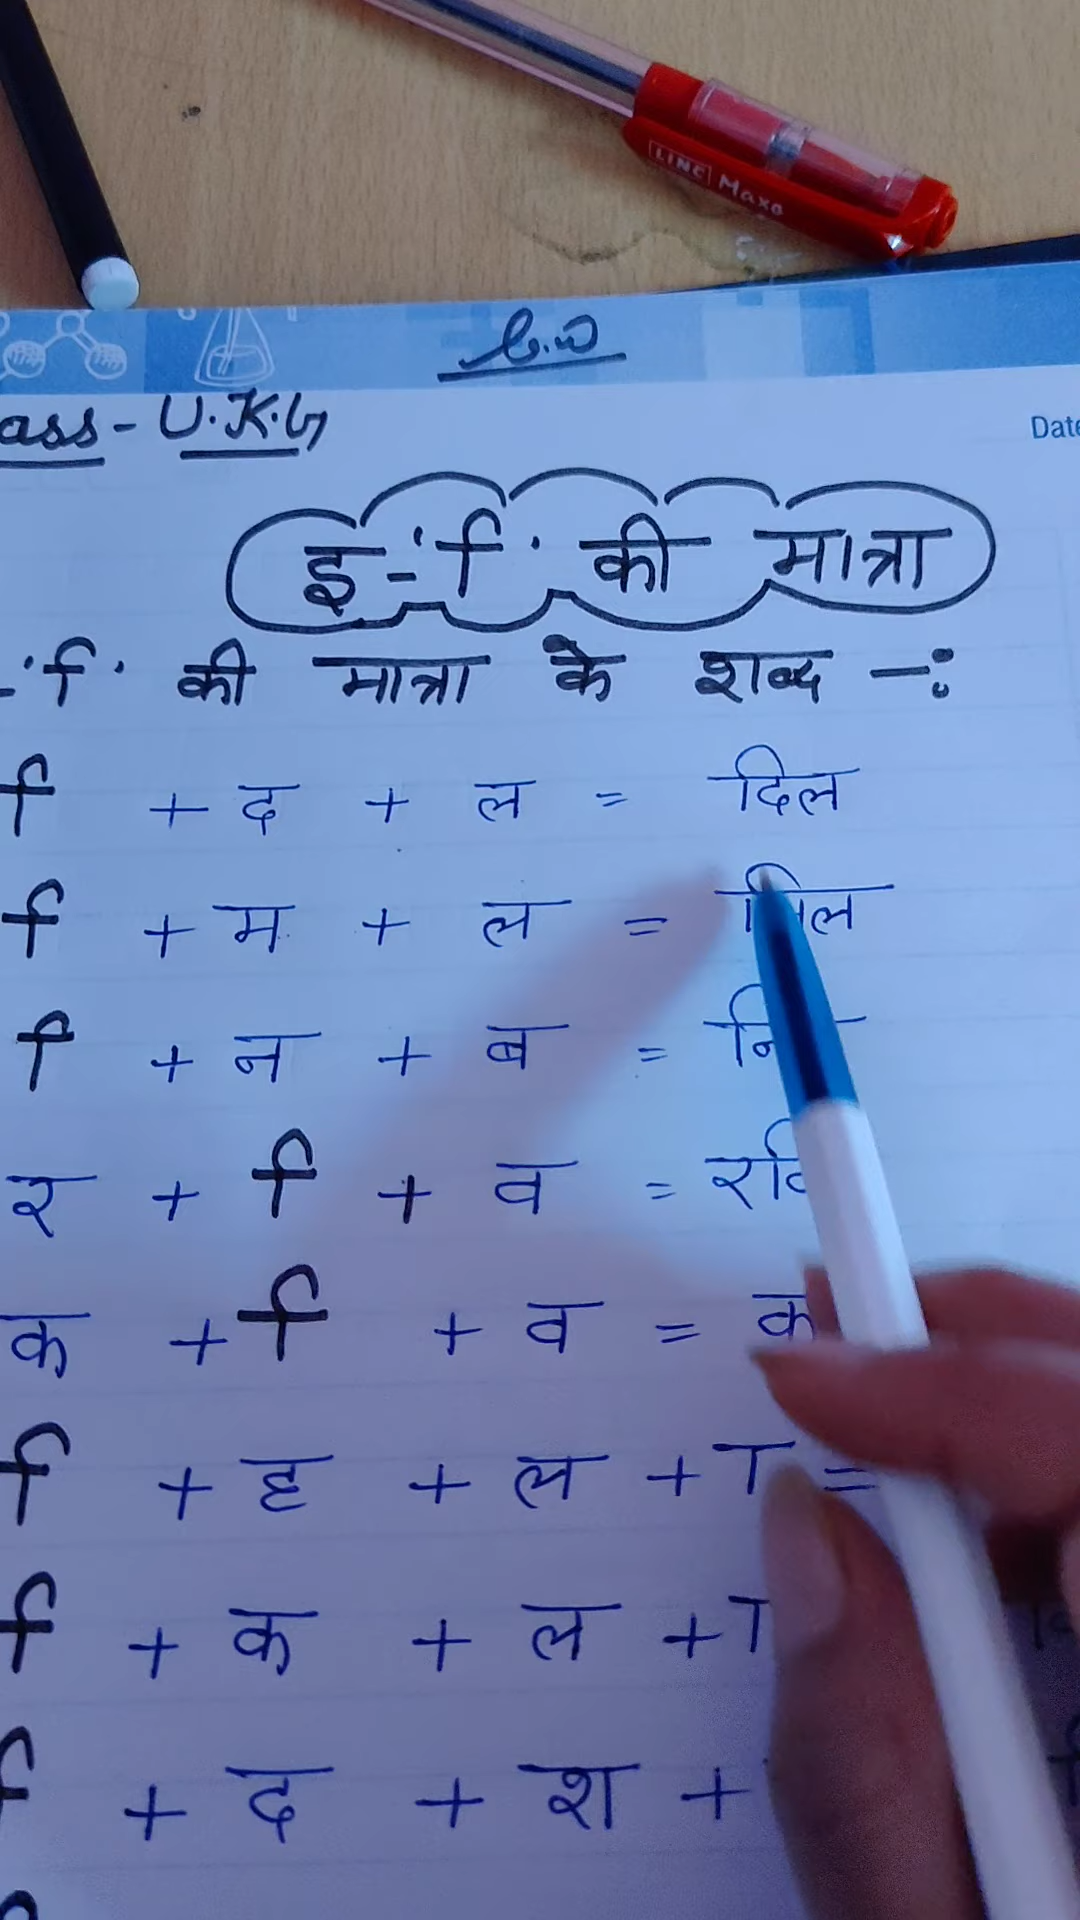 LINC Maxo
C.W
ass - U.K.G
Date
इ - 'ि' की मात्रा
- 'ि' की मात्रा के शब्द -:
ि + द + ल = दिल
ि + म + ल =
ि + न + ब =
र + ि + व =
क + ि + व =
ि + ह + ल + ा =
ि + क + ल + ा
ि + द + श +